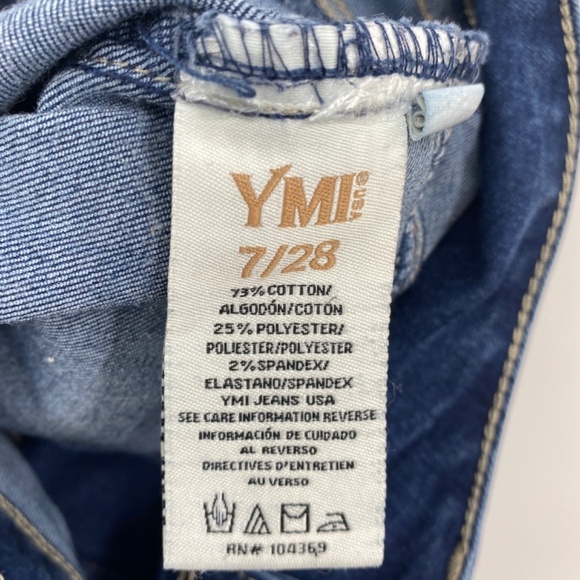 YMI
@USA
7/28
73% COTTON/
ALGODÓN/COTON
25% POLYESTER/
POLIESTER/POLYESTER
2% SPANDEX/
ELASTANO/SPANDEX
YMI JEANS USA
SEE CARE INFORMATION REVERSE
INFORMACIÓN DE CUIDADO
AL REVERSO
DIRECTIVES D'ENTRETIEN
AU VERSO
RN# 104369